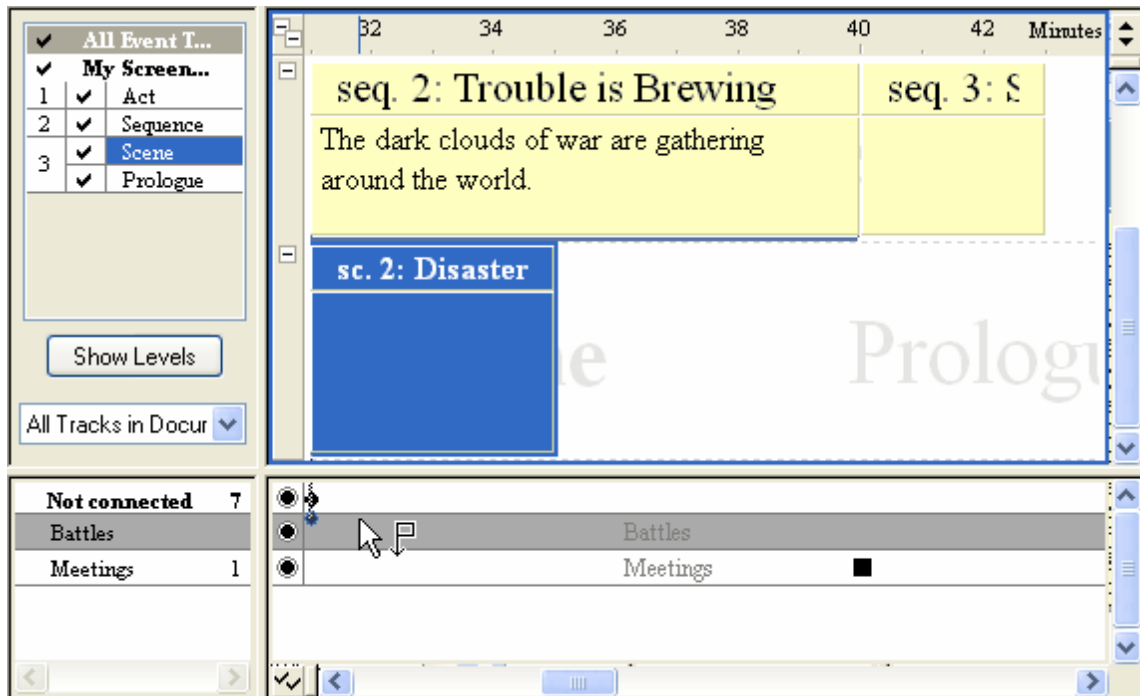 All Event T...
My Screen...
1 Act
2 Sequence
3
Scene
Prologue
Show Levels
All Tracks in Docur
32 34 36 38 40 42 Minutes
seq. 2: Trouble is Brewing
seq. 3: S
The dark clouds of war are gathering
around the world.
sc. 2: Disaster
ne Prologu
Not connected 7
Battles
Meetings 1
Battles
Meetings